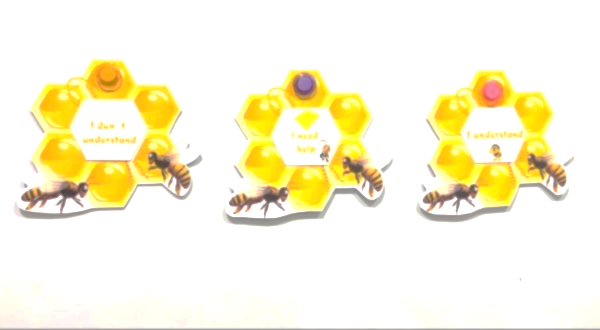 I don't
understand
I need
help
I understand